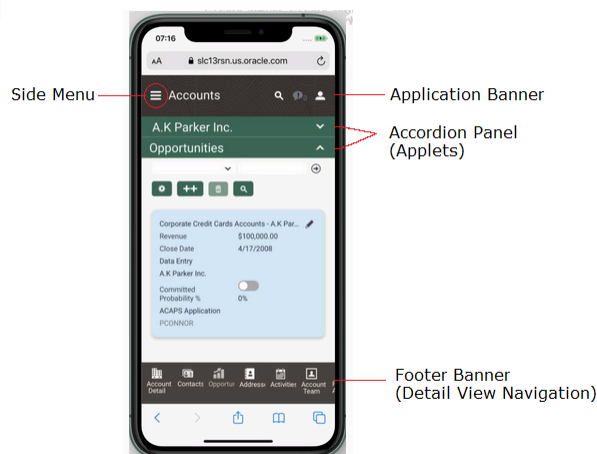 07:16
AA slc13rsn.us.oracle.com
Side Menu
Accounts
Application Banner
A.K Parker Inc.
Opportunities
Accordion Panel
(Applets)
Corporate Credit Cards Accounts - A.K Par...
Revenue $100,000.00
Close Date 4/17/2008
Data Entry
A.K Parker Inc.
Committed
Probability % 0%
ACAPS Application
PCONNOR
Account Detail
Contacts
Opportur
Addresse
Activities
Account Team
Footer Banner
(Detail View Navigation)